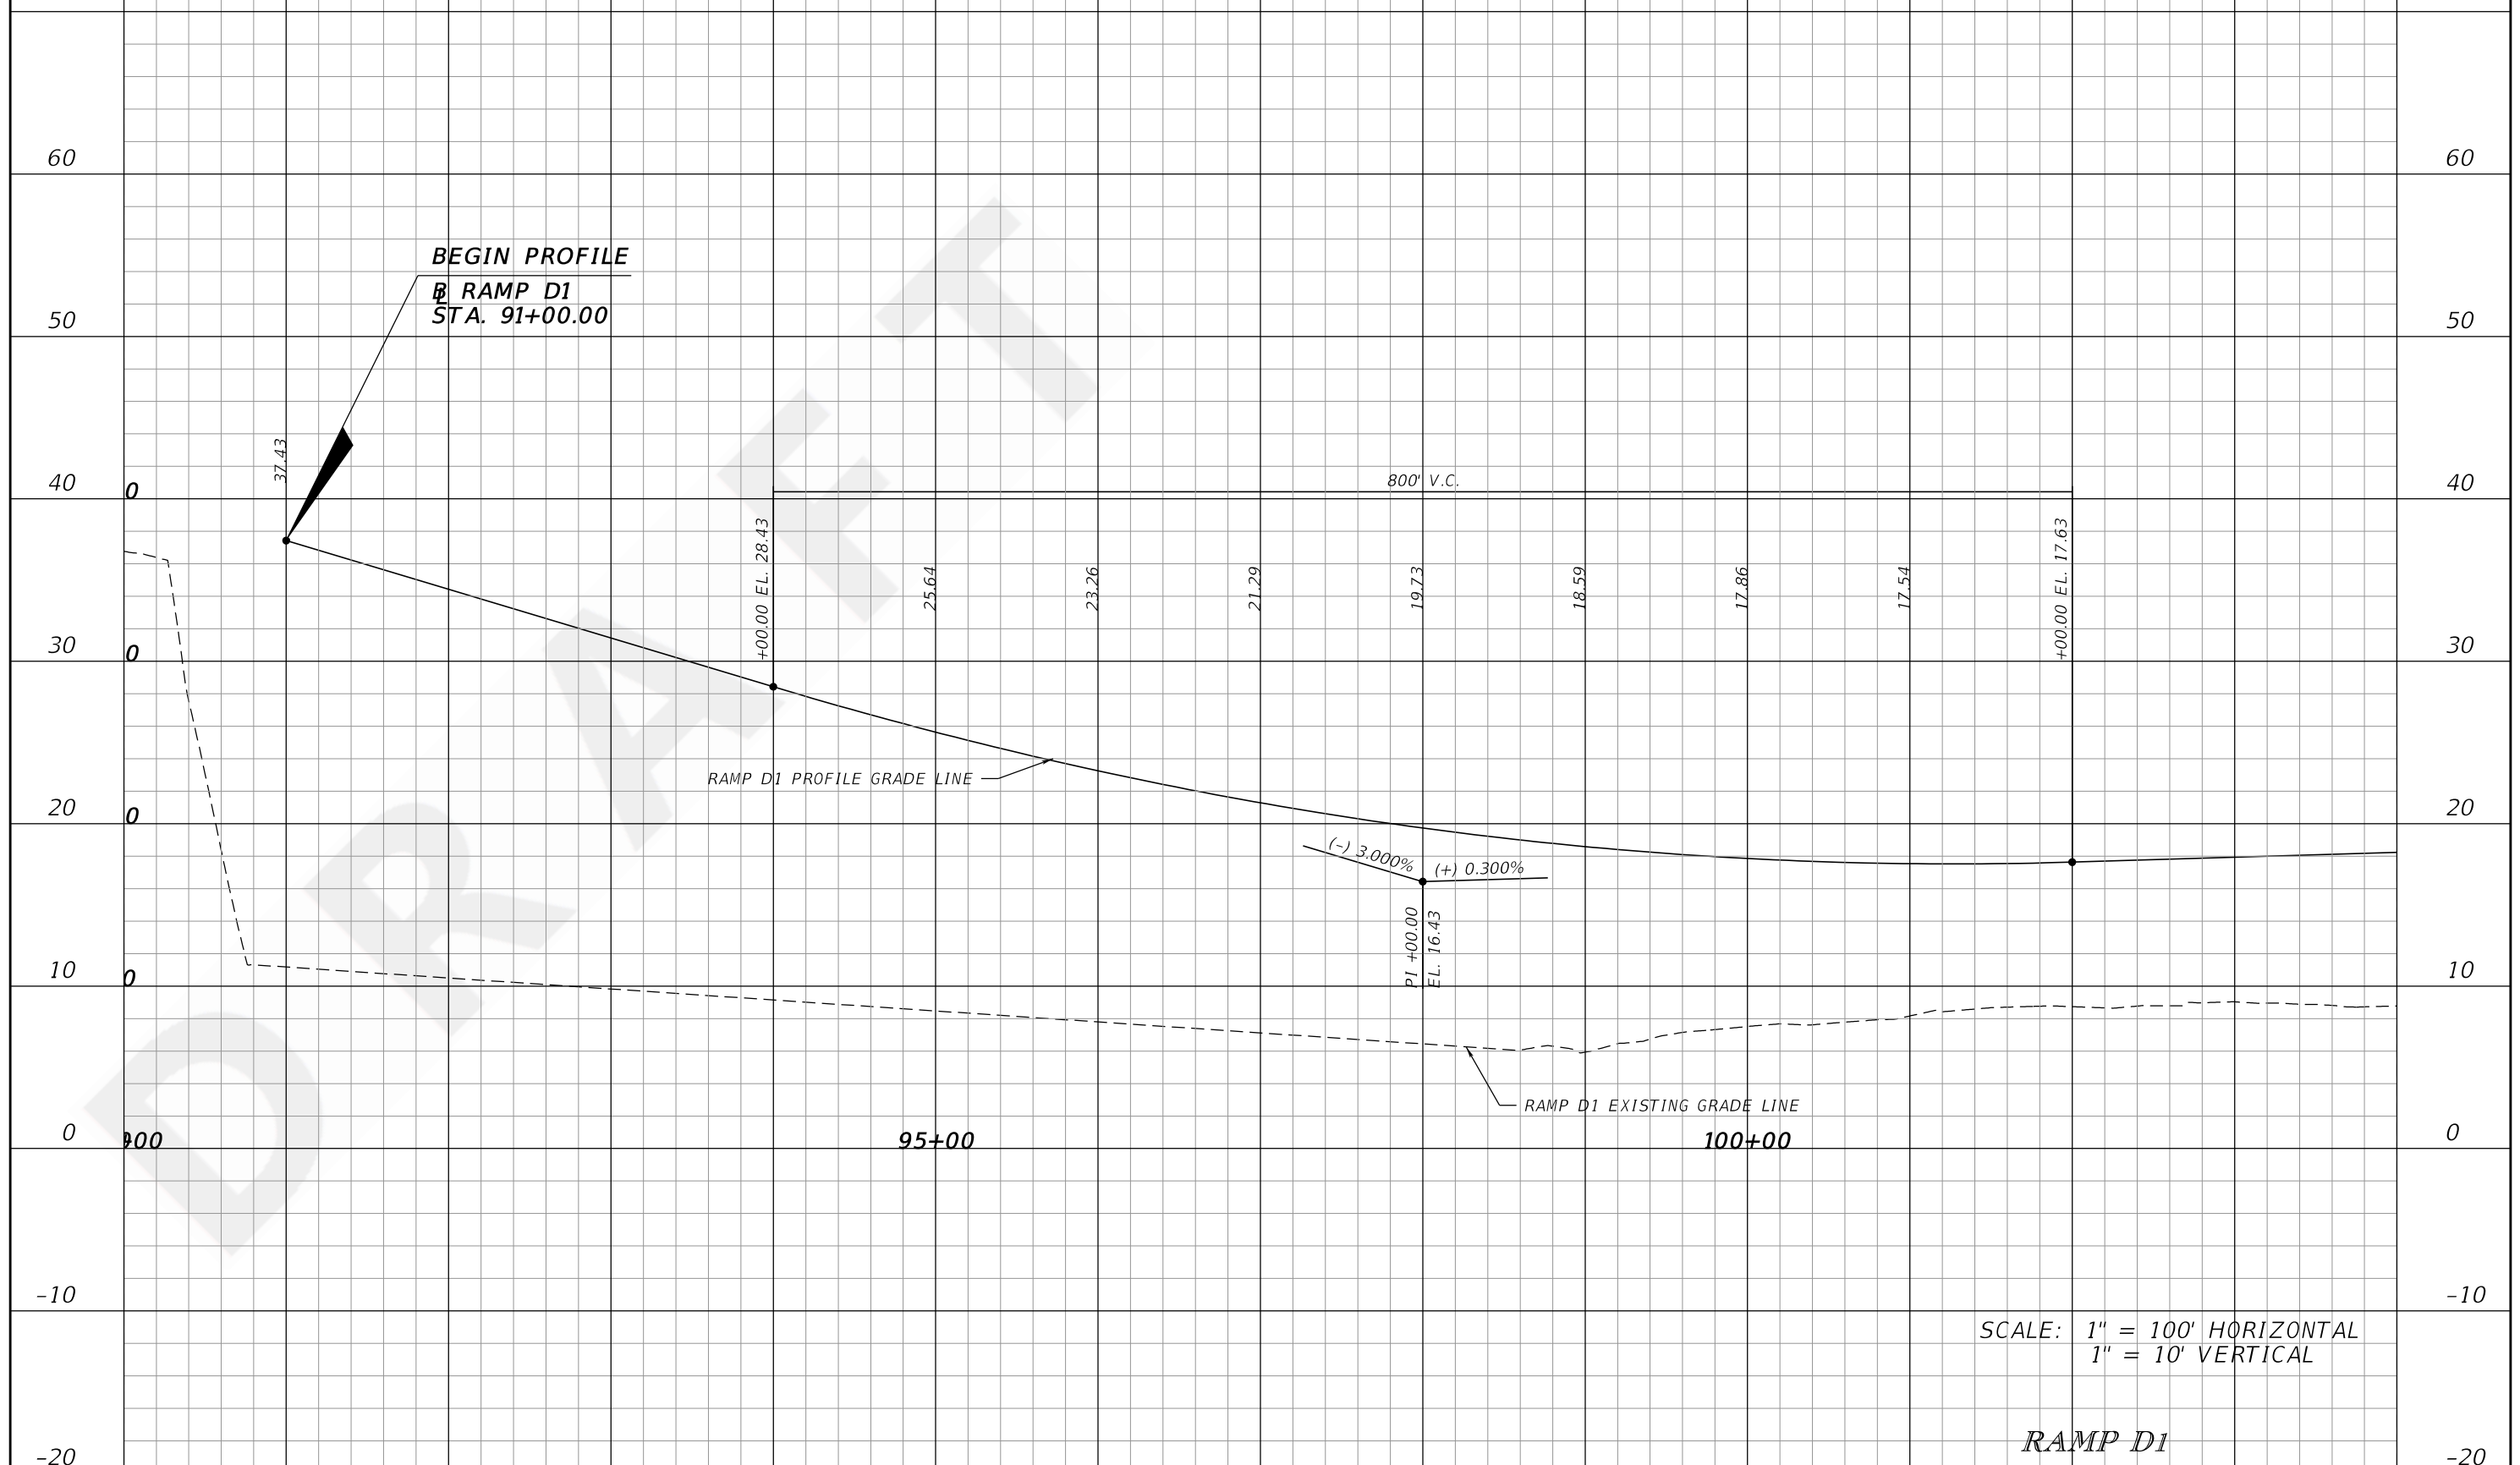 60
60
BEGIN PROFILE
BL RAMP D1
STA. 91+00.00
50
50
37.43
40
0
800' V.C.
40
+00.00 EL. 28.43
25.64
23.26
21.29
19.73
18.59
17.86
17.54
+00.00 EL. 17.63
30
0
30
RAMP D1 PROFILE GRADE LINE
20
0
20
(-) 3.000%
(+) 0.300%
PI +00.00
EL. 16.43
10
0
10
RAMP D1 EXISTING GRADE LINE
0
+00
95+00
100+00
0
-10
-10
SCALE: 1" = 100' HORIZONTAL
1" = 10' VERTICAL
RAMP D1
-20
-20
DRAFT